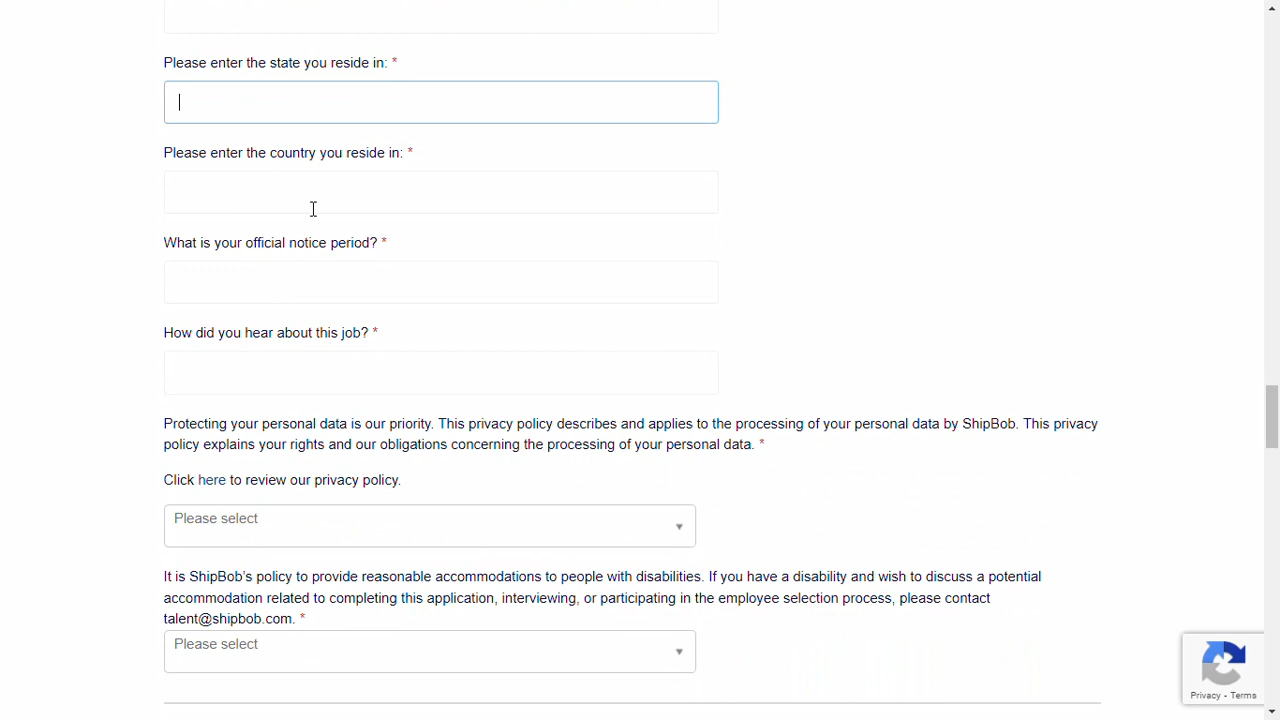 Please enter the state you reside in: *
Please enter the country you reside in: *
What is your official notice period? *
How did you hear about this job? *
Protecting your personal data is our priority. This privacy policy describes and applies to the processing of your personal data by ShipBob. This privacy
policy explains your rights and our obligations concerning the processing of your personal data. *
Click here to review our privacy policy.
Please select
It is ShipBob’s policy to provide reasonable accommodations to people with disabilities. If you have a disability and wish to discuss a potential
accommodation related to completing this application, interviewing, or participating in the employee selection process, please contact
talent@shipbob.com. *
Please select
Privacy - Terms